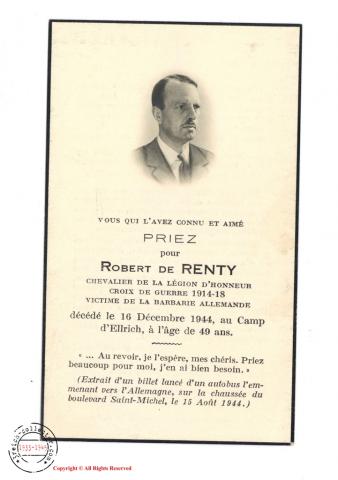 VOUS QUI L'AVEZ CONNU ET AIMÉ
PRIEZ
pour
ROBERT DE RENTY
CHEVALIER DE LA LÉGION D'HONNEUR
CROIX DE GUERRE 1914-18
VICTIME DE LA BARBARIE ALLEMANDE
décédé le 16 Décembre 1944, au Camp
d'Ellrich, à l'âge de 49 ans.
« ... Au revoir, je l'espère, mes chéris. Priez
beaucoup pour moi, j'en ai bien besoin. »
(Extrait d'un billet lancé d'un autobus l'em-
menant vers l'Allemagne, sur la chaussée du
boulevard Saint-Michel, le 15 Août 1944.)
1933-1945
Copyright © All Rights Reserved